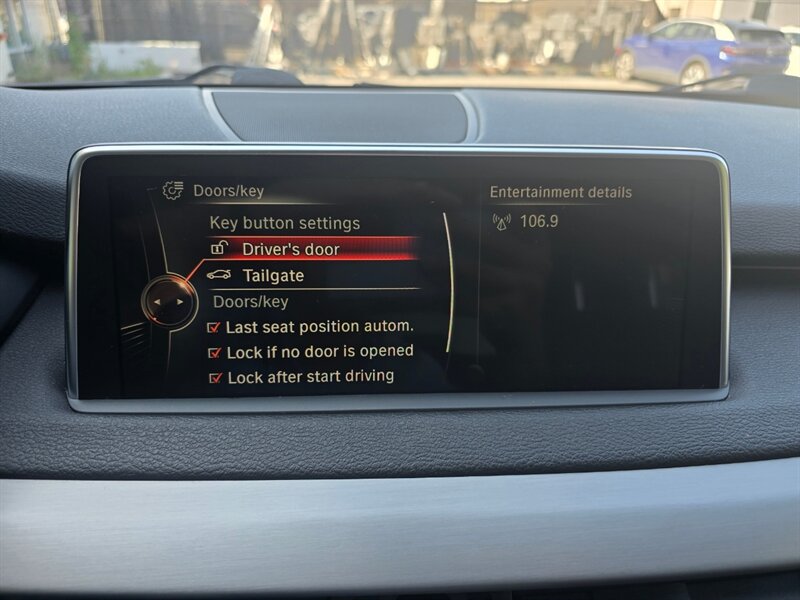 Doors/key
Key button settings
Driver's door
Tailgate
Doors/key
Last seat position autom.
Lock if no door is opened
Lock after start driving
Entertainment details
106.9